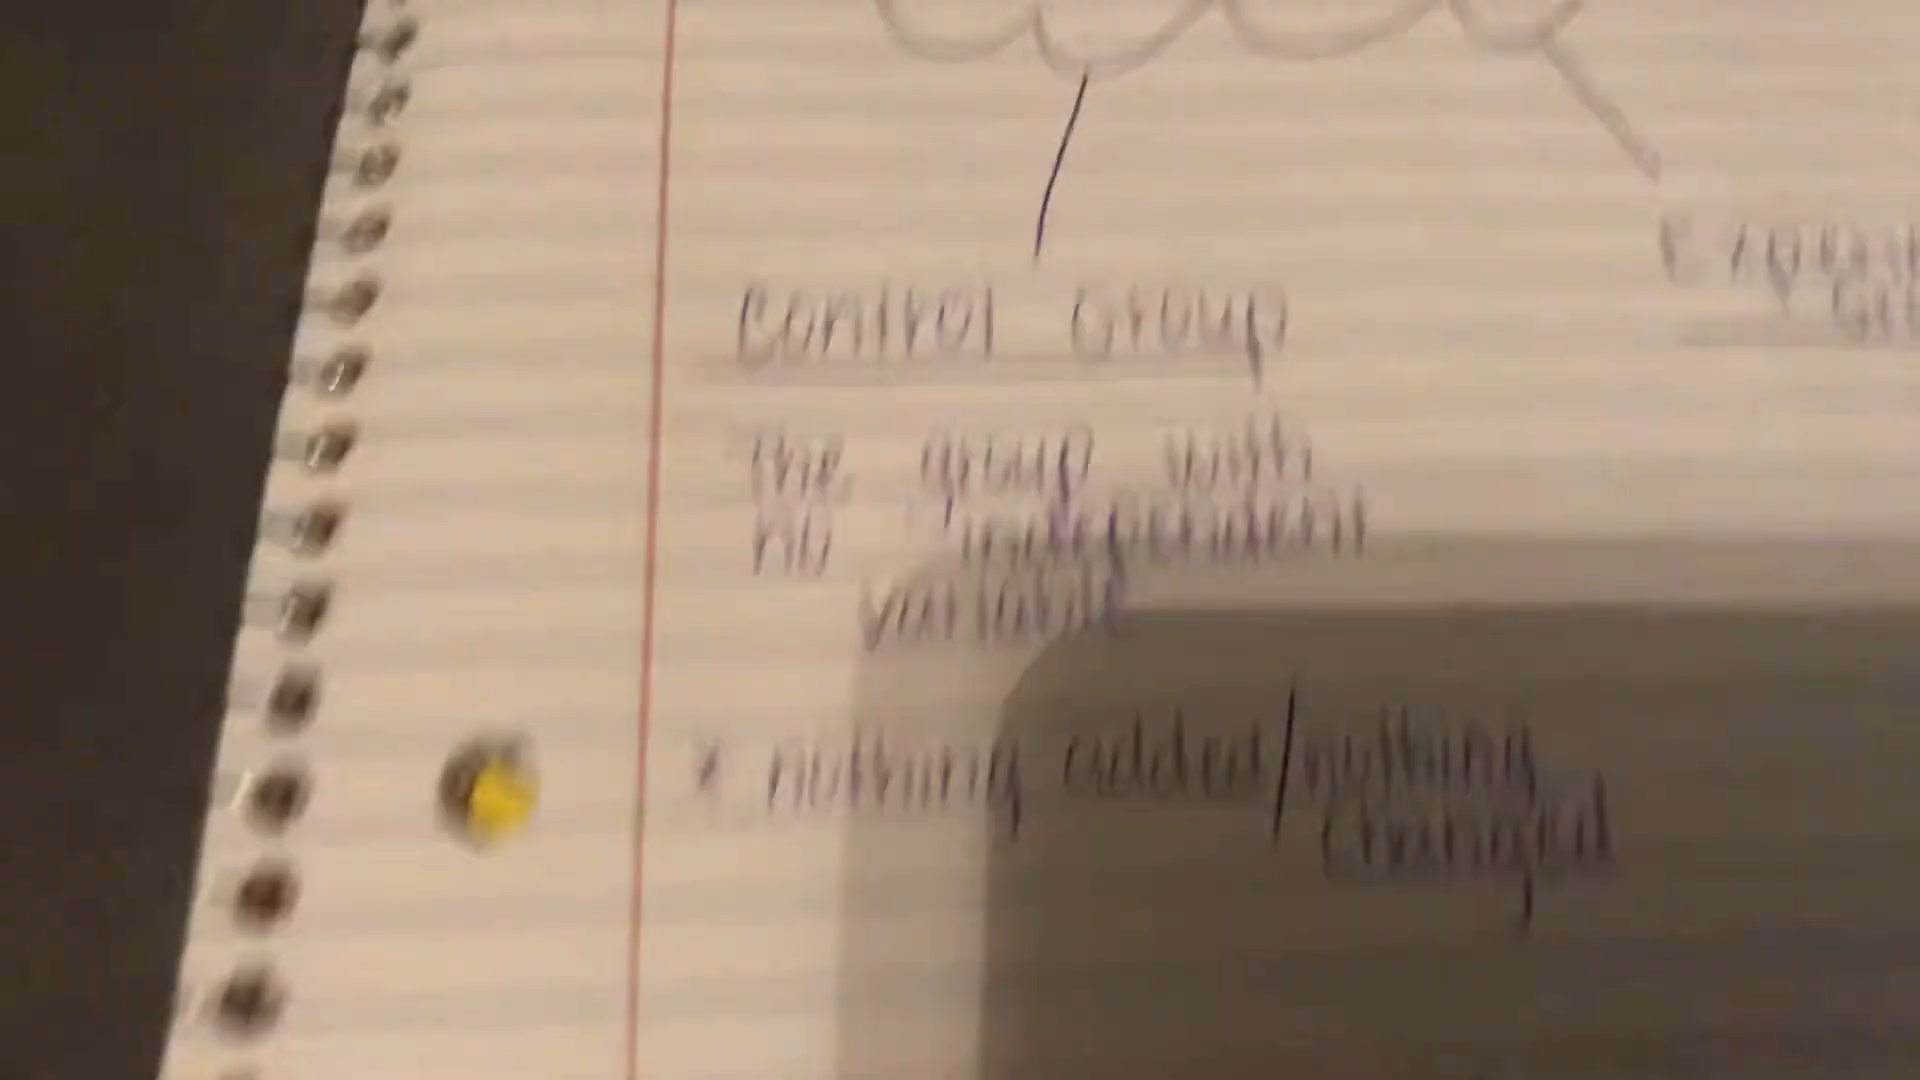 Control Group
The group with
no independent
variable
* nothing added/nothing
changed